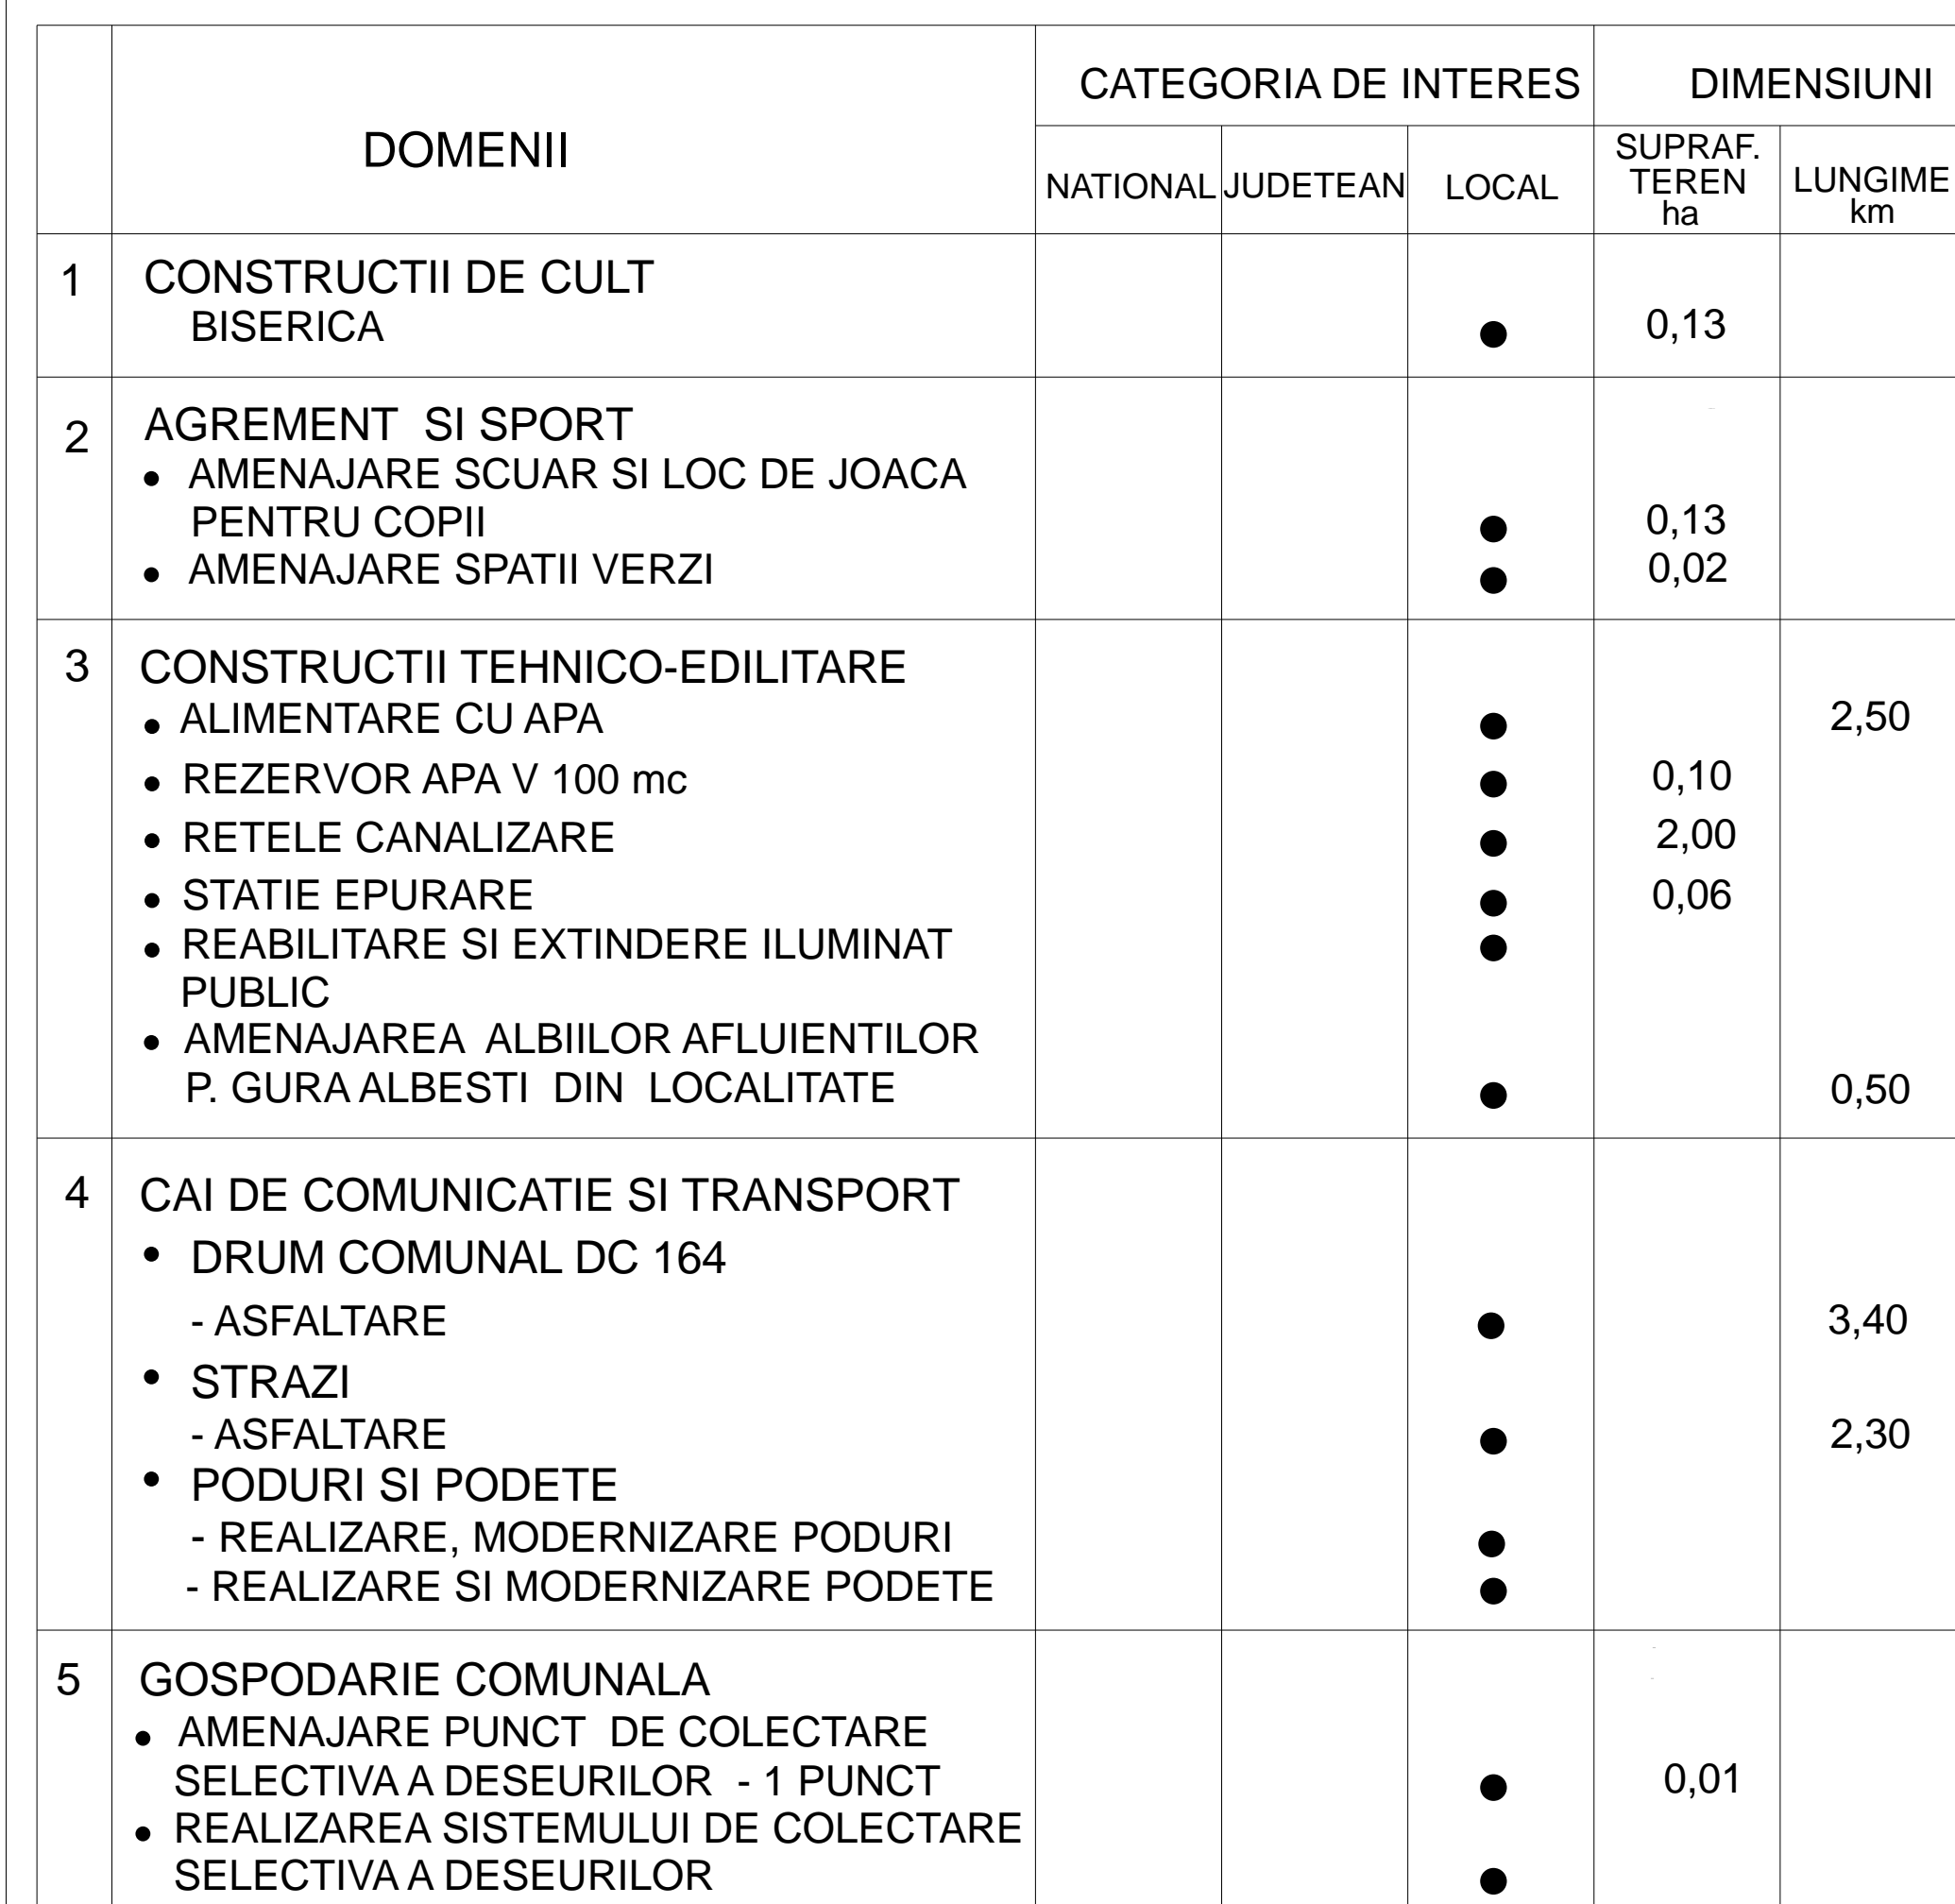 DOMENII
CATEGORIA DE INTERES
DIMENSIUNI
NATIONAL
JUDETEAN
LOCAL
SUPRAF.
TEREN
ha
LUNGIME
km
1
CONSTRUCTII DE CULT
BISERICA ● 0,13
2
AGREMENT SI SPORT
● AMENAJARE SCUAR SI LOC DE JOACA
PENTRU COPII ● 0,13
● AMENAJARE SPATII VERZI ● 0,02
3 CONSTRUCTII TEHNICO-EDILITARE
● ALIMENTARE CU APA ● 2,50
● REZERVOR APA V 100 mc ● 0,10
● RETELE CANALIZARE ● 2,00
● STATIE EPURARE ● 0,06
● REABILITARE SI EXTINDERE ILUMINAT ●
PUBLIC
● AMENAJAREA ALBIILOR AFLUIENTILOR
P. GURA ALBESTI DIN LOCALITATE ● 0,50
4 CAI DE COMUNICATIE SI TRANSPORT
● DRUM COMUNAL DC 164
- ASFALTARE ● 3,40
● STRAZI
- ASFALTARE ● 2,30
● PODURI SI PODETE
- REALIZARE, MODERNIZARE PODURI ●
- REALIZARE SI MODERNIZARE PODETE ●
5 GOSPODARIE COMUNALA
● AMENAJARE PUNCT DE COLECTARE
SELECTIVA A DESEURILOR - 1 PUNCT ● 0,01
● REALIZAREA SISTEMULUI DE COLECTARE
SELECTIVA A DESEURILOR ●